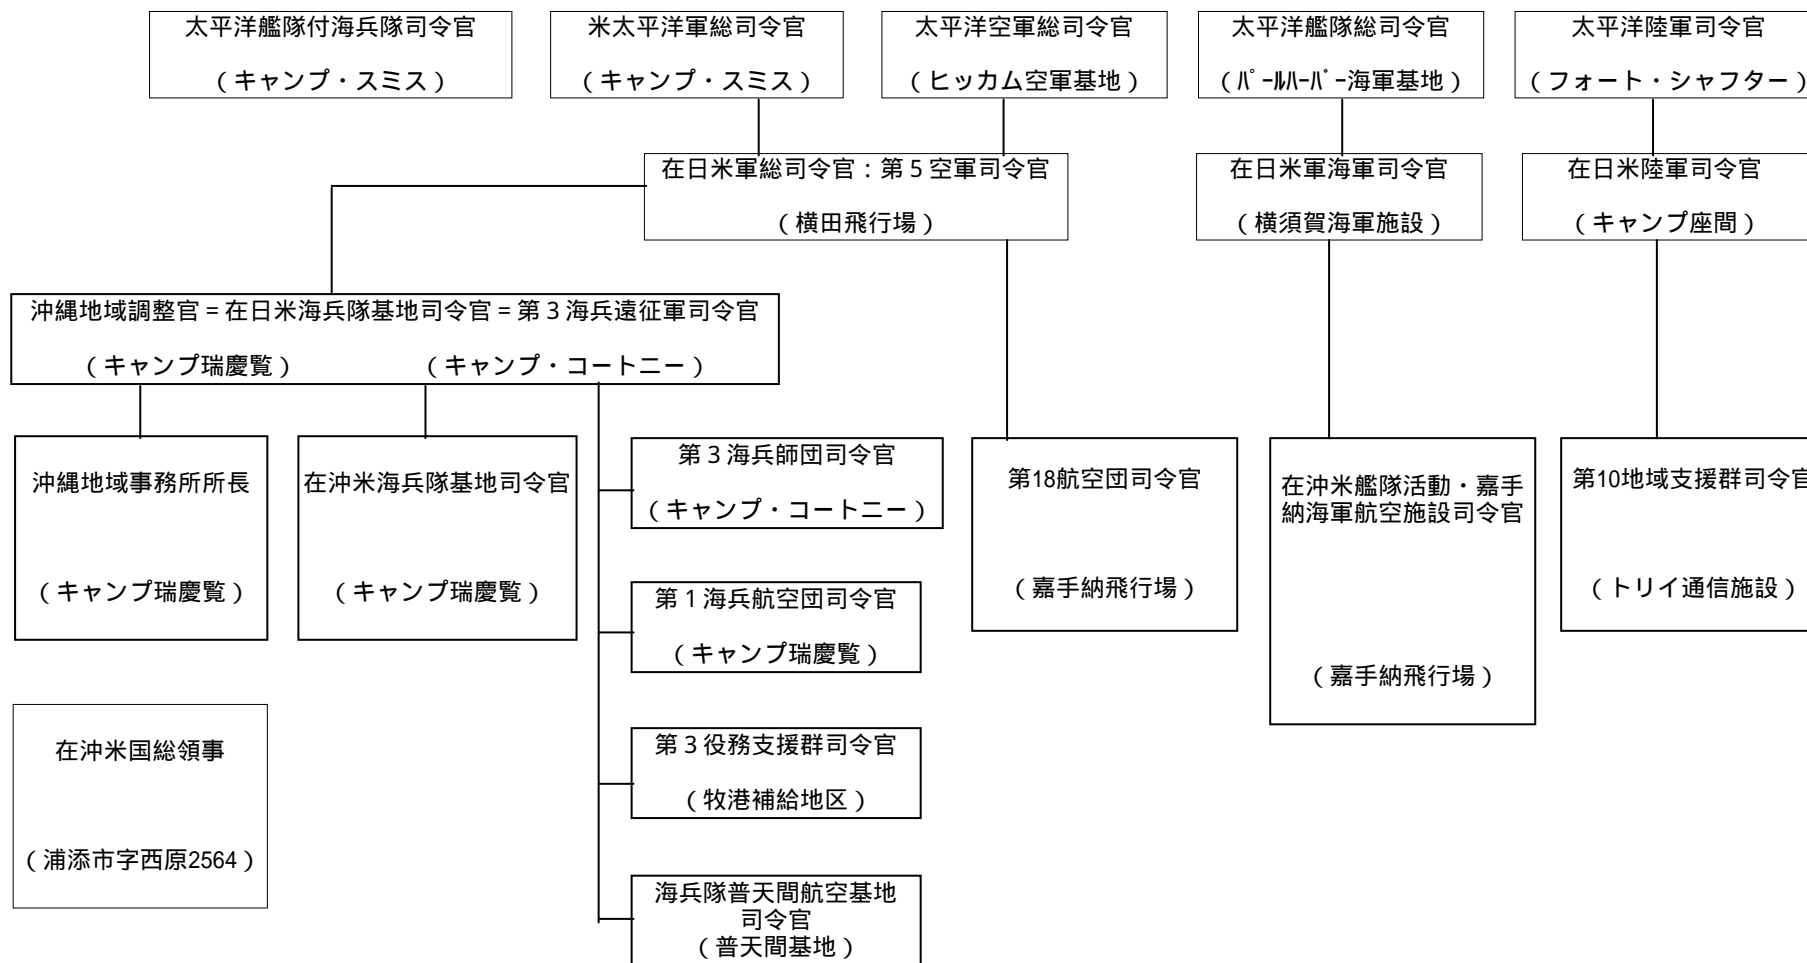 太平洋艦隊付海兵隊司令官
（キャンプ・スミス）
米太平洋軍総司令官
（キャンプ・スミス）
太平洋空軍総司令官
（ヒッカム空軍基地）
太平洋艦隊総司令官
（ﾊﾟｰﾙﾊｰﾊﾞｰ海軍基地）
太平洋陸軍司令官
（フォート・シャフター）
在日米軍総司令官：第５空軍司令官
（横田飛行場）
在日米軍海軍司令官
（横須賀海軍施設）
在日米陸軍司令官
（キャンプ座間）
沖縄地域調整官＝在日米海兵隊基地司令官＝第３海兵遠征軍司令官
（キャンプ瑞慶覧）　（キャンプ・コートニー）
沖縄地域事務所所長
（キャンプ瑞慶覧）
在沖米海兵隊基地司令官
（キャンプ瑞慶覧）
第３海兵師団司令官
（キャンプ・コートニー）
第１海兵航空団司令官
（キャンプ瑞慶覧）
第３役務支援群司令官
（牧港補給地区）
海兵隊普天間航空基地
司令官
（普天間基地）
第18航空団司令官
（嘉手納飛行場）
在沖米艦隊活動・嘉手
納海軍航空施設司令官
（嘉手納飛行場）
第10地域支援群司令官
（トリイ通信施設）
在沖米国総領事
（浦添市字西原2564）